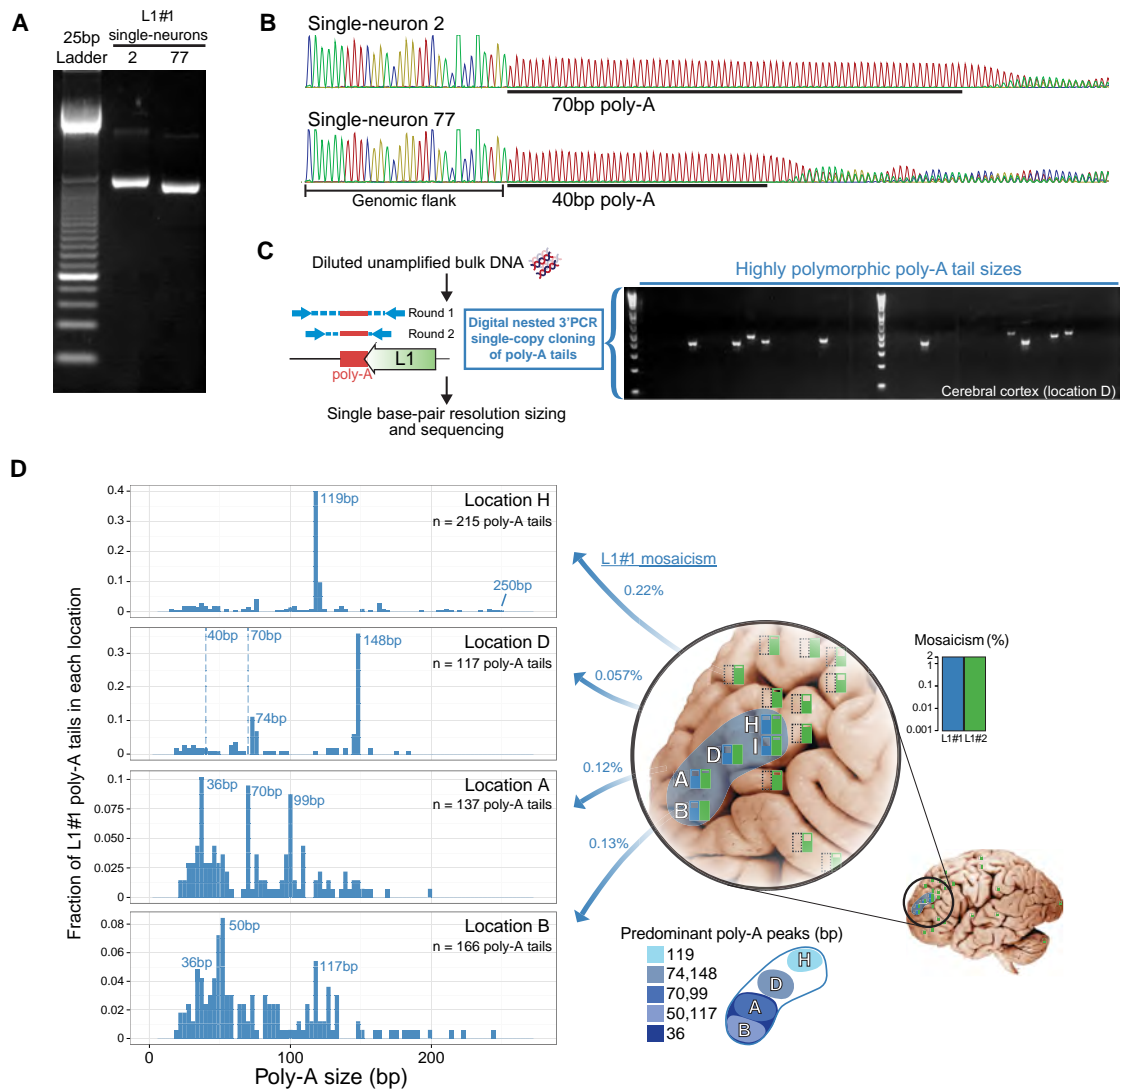 A
L1#1
single-neurons
25bp
Ladder
2
77
B
Single-neuron 2
70bp poly-A
Single-neuron 77
Genomic flank
40bp poly-A
C
Diluted unamplified bulk DNA
Round 1
Round 2
L1
poly-A
Digital nested 3’PCR
single-copy cloning
of poly-A tails
Single base-pair resolution sizing
and sequencing
Highly polymorphic poly-A tail sizes
Cerebral cortex (location D)
D
Fraction of L1#1 poly-A tails in each location
0.4
0.3
0.2
0.1
0
Location H
n = 215 poly-A tails
119bp
250bp
0.3
0.2
0.1
0
Location D
n = 117 poly-A tails
40bp
70bp
148bp
74bp
0.1
0.075
0.050
0.025
0
Location A
n = 137 poly-A tails
36bp
70bp
99bp
0.08
0.06
0.04
0.02
0
Location B
n = 166 poly-A tails
50bp
36bp
117bp
0
100
200
Poly-A size (bp)
L1#1 mosaicism
0.22%
0.057%
0.12%
0.13%
H
I
D
A
B
Mosaicism (%)
2
1
0.1
0.01
0.001
L1#1
L1#2
Predominant poly-A peaks (bp)
119
74,148
70,99
50,117
36
H
D
A
B